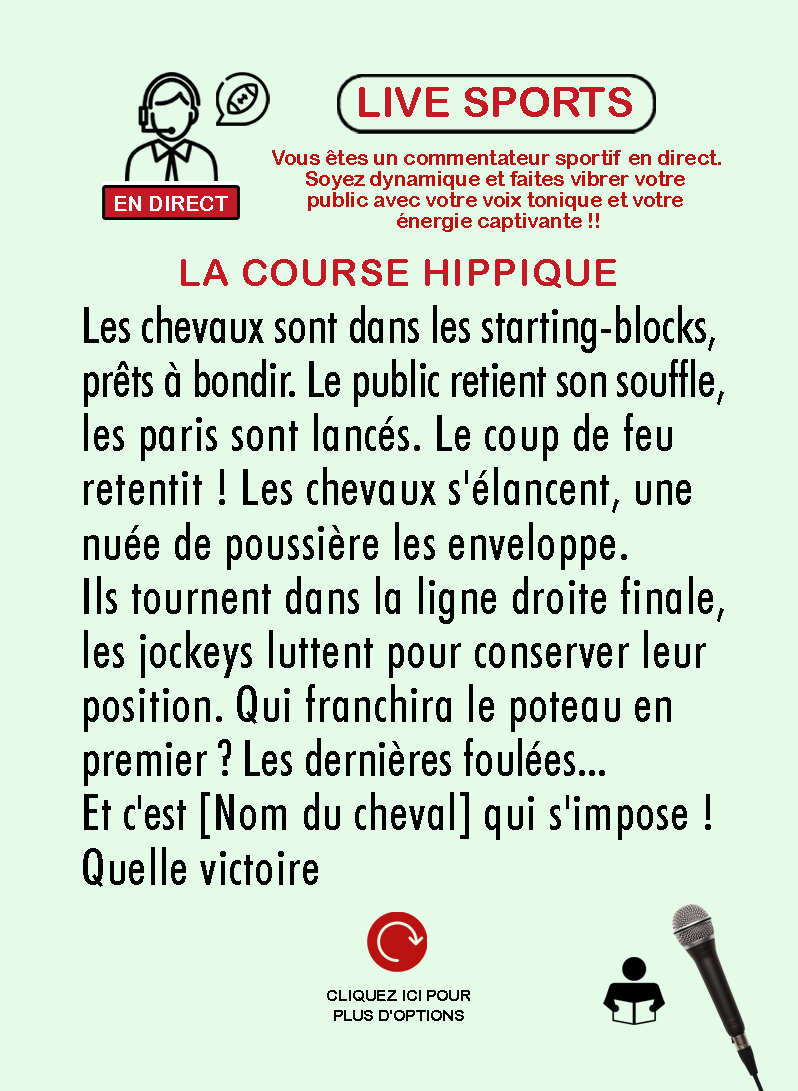 LIVE SPORTS
Vous êtes un commentateur sportif en direct.
Soyez dynamique et faites vibrer votre
public avec votre voix tonique et votre
énergie captivante !!
EN DIRECT
LA COURSE HIPPIQUE
Les chevaux sont dans les starting-blocks,
prêts à bondir. Le public retient son souffle,
les paris sont lancés. Le coup de feu
retentit ! Les chevaux s'élancent, une
nuée de poussière les enveloppe.
Ils tournent dans la ligne droite finale,
les jockeys luttent pour conserver leur
position. Qui franchira le poteau en
premier ? Les dernières foulées...
Et c'est [Nom du cheval] qui s'impose !
Quelle victoire
CLIQUEZ ICI POUR
PLUS D'OPTIONS